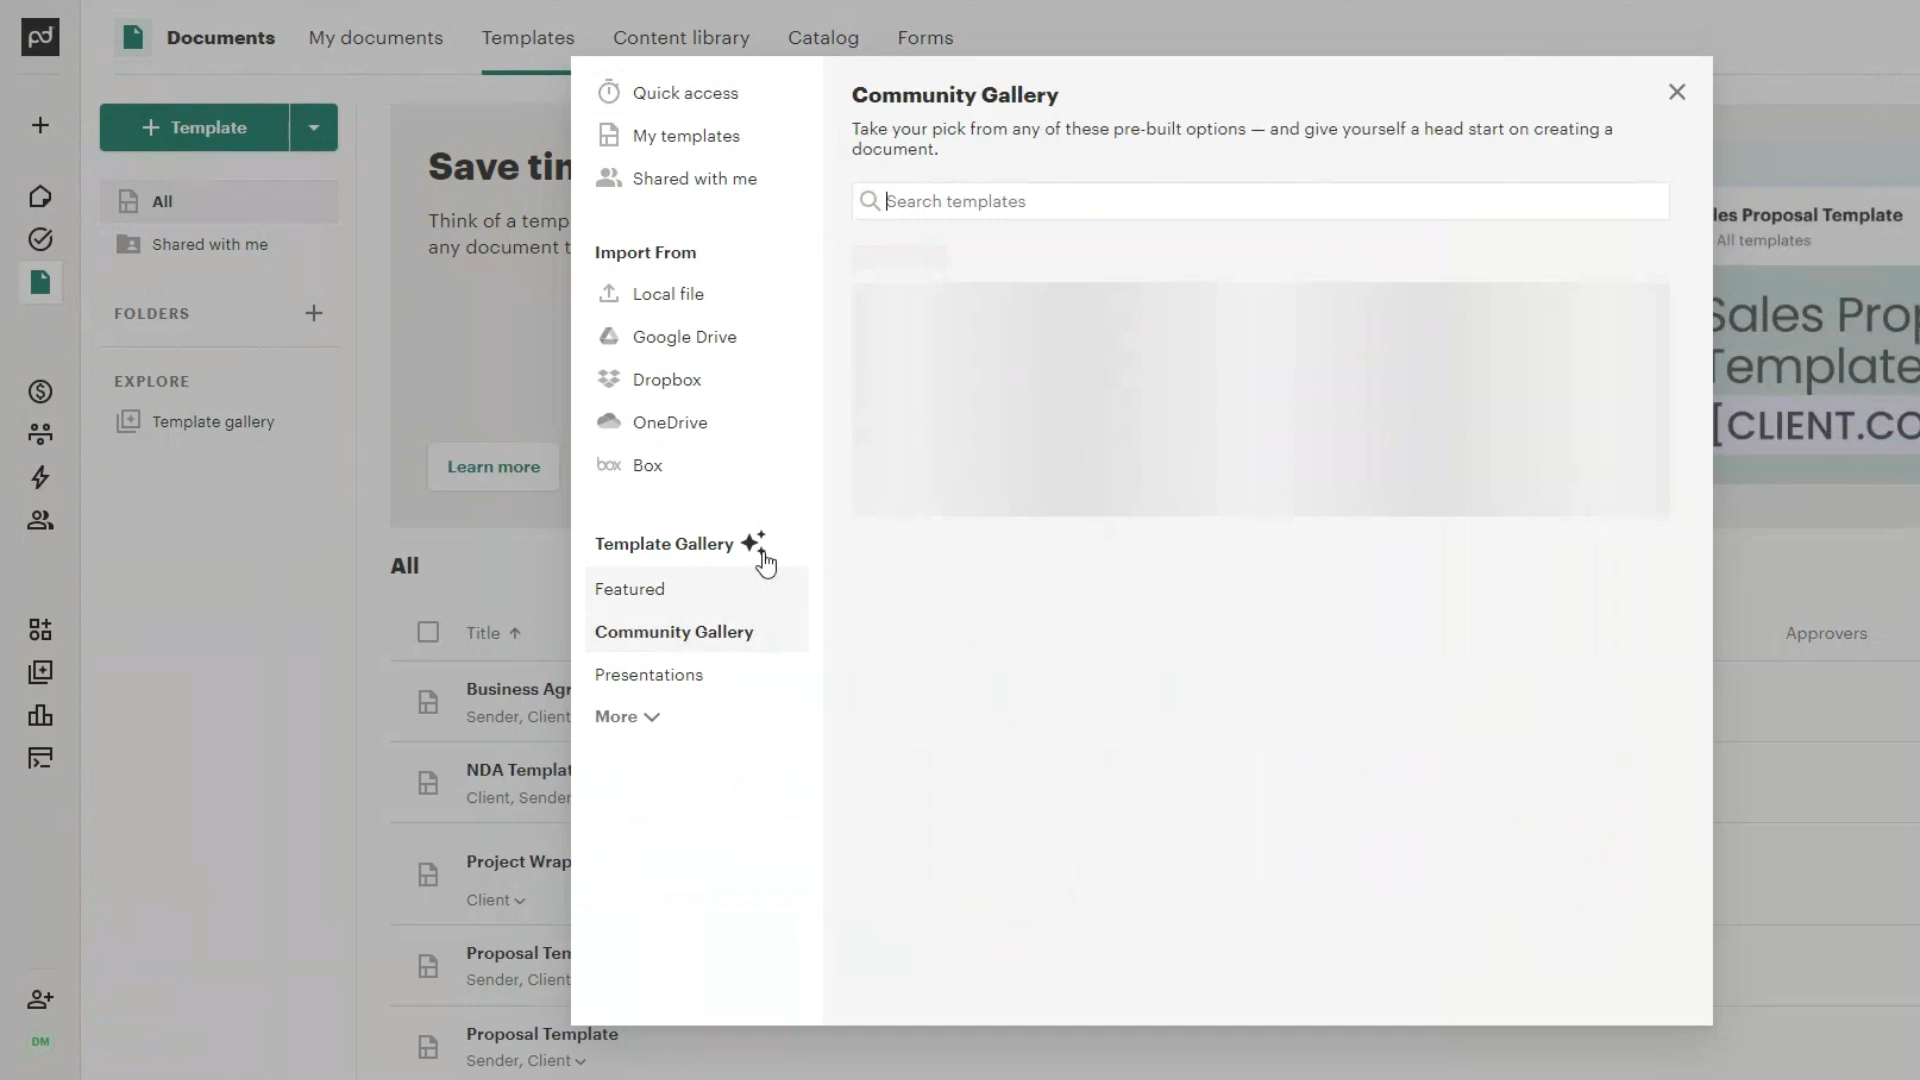 pd
Documents
My documents
Templates
Content library
Catalog
Forms
Template
All
Shared with me
FOLDERS
EXPLORE
Template gallery
Save tim
Think of a temp
any document t
Learn more
All
Title
Business Agr
Sender, Client
NDA Templat
Client, Sender
Project Wrap
Client
Proposal Tem
Sender, Client
Proposal Template
Sender, Client
DM
Quick access
My templates
Shared with me
Import From
Local file
Google Drive
Dropbox
OneDrive
box Box
Template Gallery
Featured
Community Gallery
Presentations
More
Community Gallery
Take your pick from any of these pre-built options — and give yourself a head start on creating a
document.
Search templates
les Proposal Template
All templates
Sales Prop
Template
[CLIENT.CO
Approvers